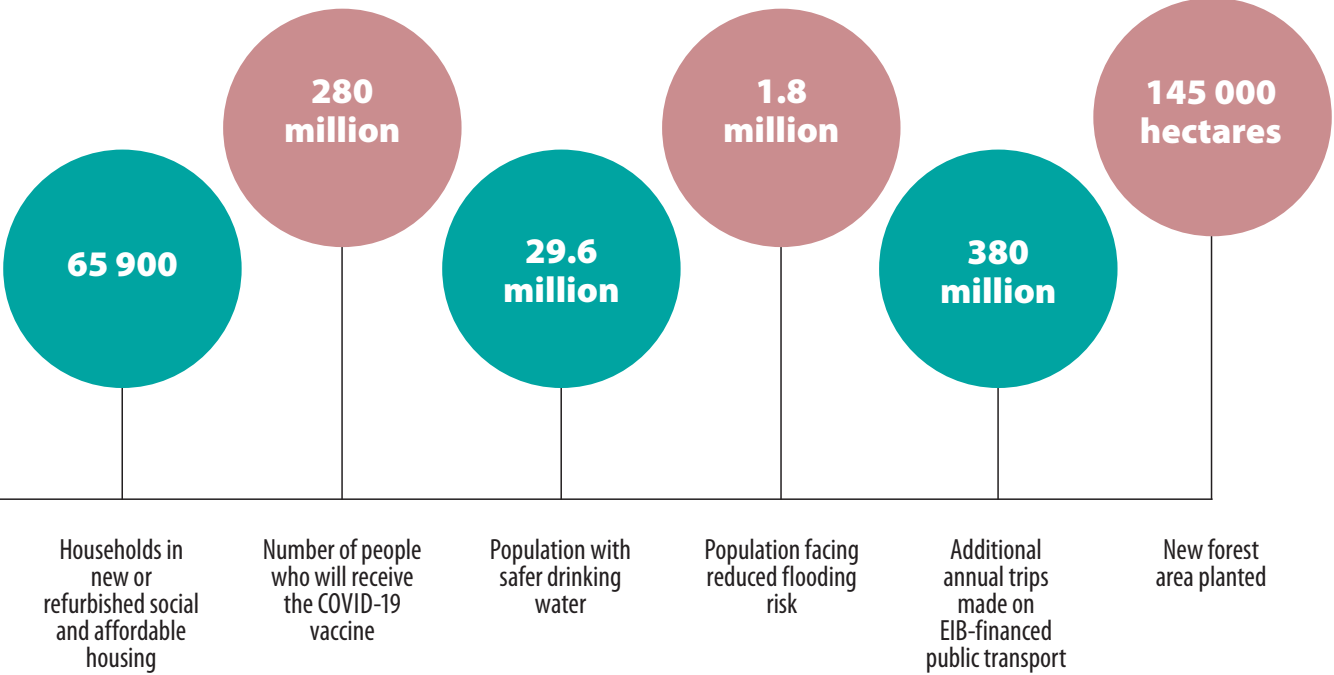 65 900
280
million
29.6
million
1.8
million
380
million
145 000
hectares
Households in
new or
refurbished social
and affordable
housing
Number of people
who will receive
the COVID-19
vaccine
Population with
safer drinking
water
Population facing
reduced flooding
risk
Additional
annual trips
made on
EIB-financed
public transport
New forest
area planted